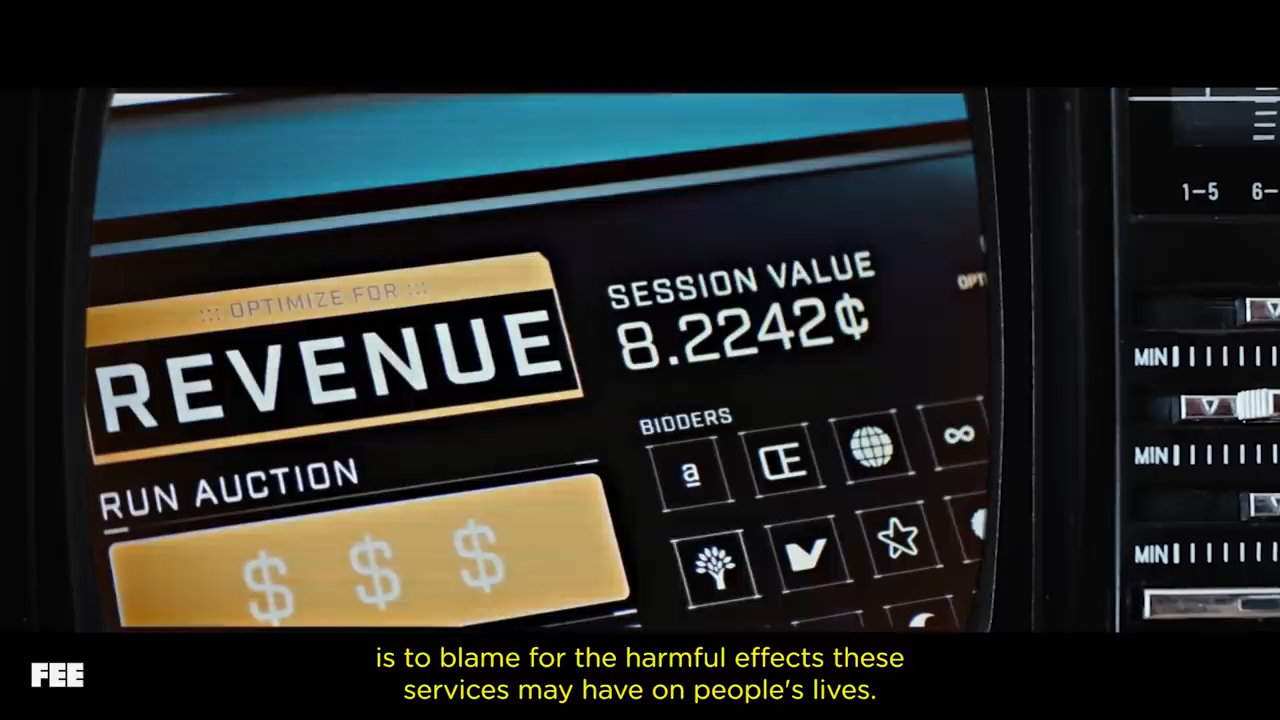 1-5 6-
::: OPTIMIZE FOR :::
REVENUE
SESSION VALUE
8.2242¢
BIDDERS
a
RUN AUCTION
$ $ $
MIN
MIN
MIN
FEE
is to blame for the harmful effects these
services may have on people's lives.